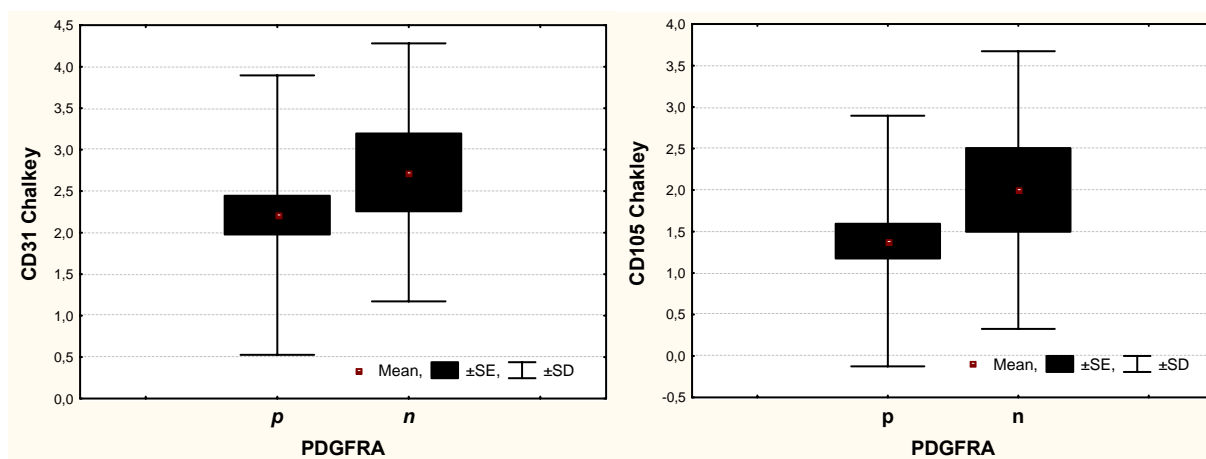 CD31 Chalkey
4,5
4,0
3,5
3,0
2,5
2,0
1,5
1,0
0,5
0,0
Mean, ±SE, ±SD
p n
PDGFRA
CD105 Chakley
4,0
3,5
3,0
2,5
2,0
1,5
1,0
0,5
0,0
-0,5
Mean, ±SE, ±SD
p n
PDGFRA